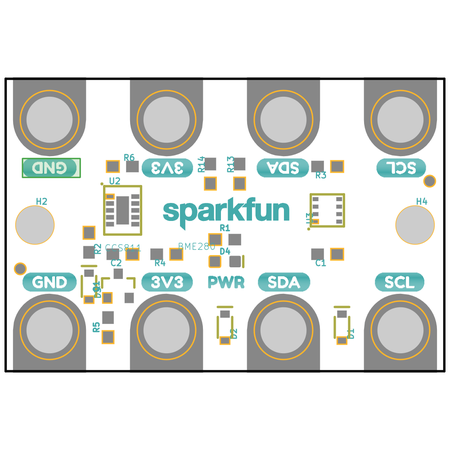 GND 3V3 SDA SCL
R6 R14 R13 R3
U2
H2 sparkfun U3 H4
R1
R2 CCS811 BME280
C2 R4 D4 C1
GND 3V3 PWR SDA SCL
R5 D2 D1